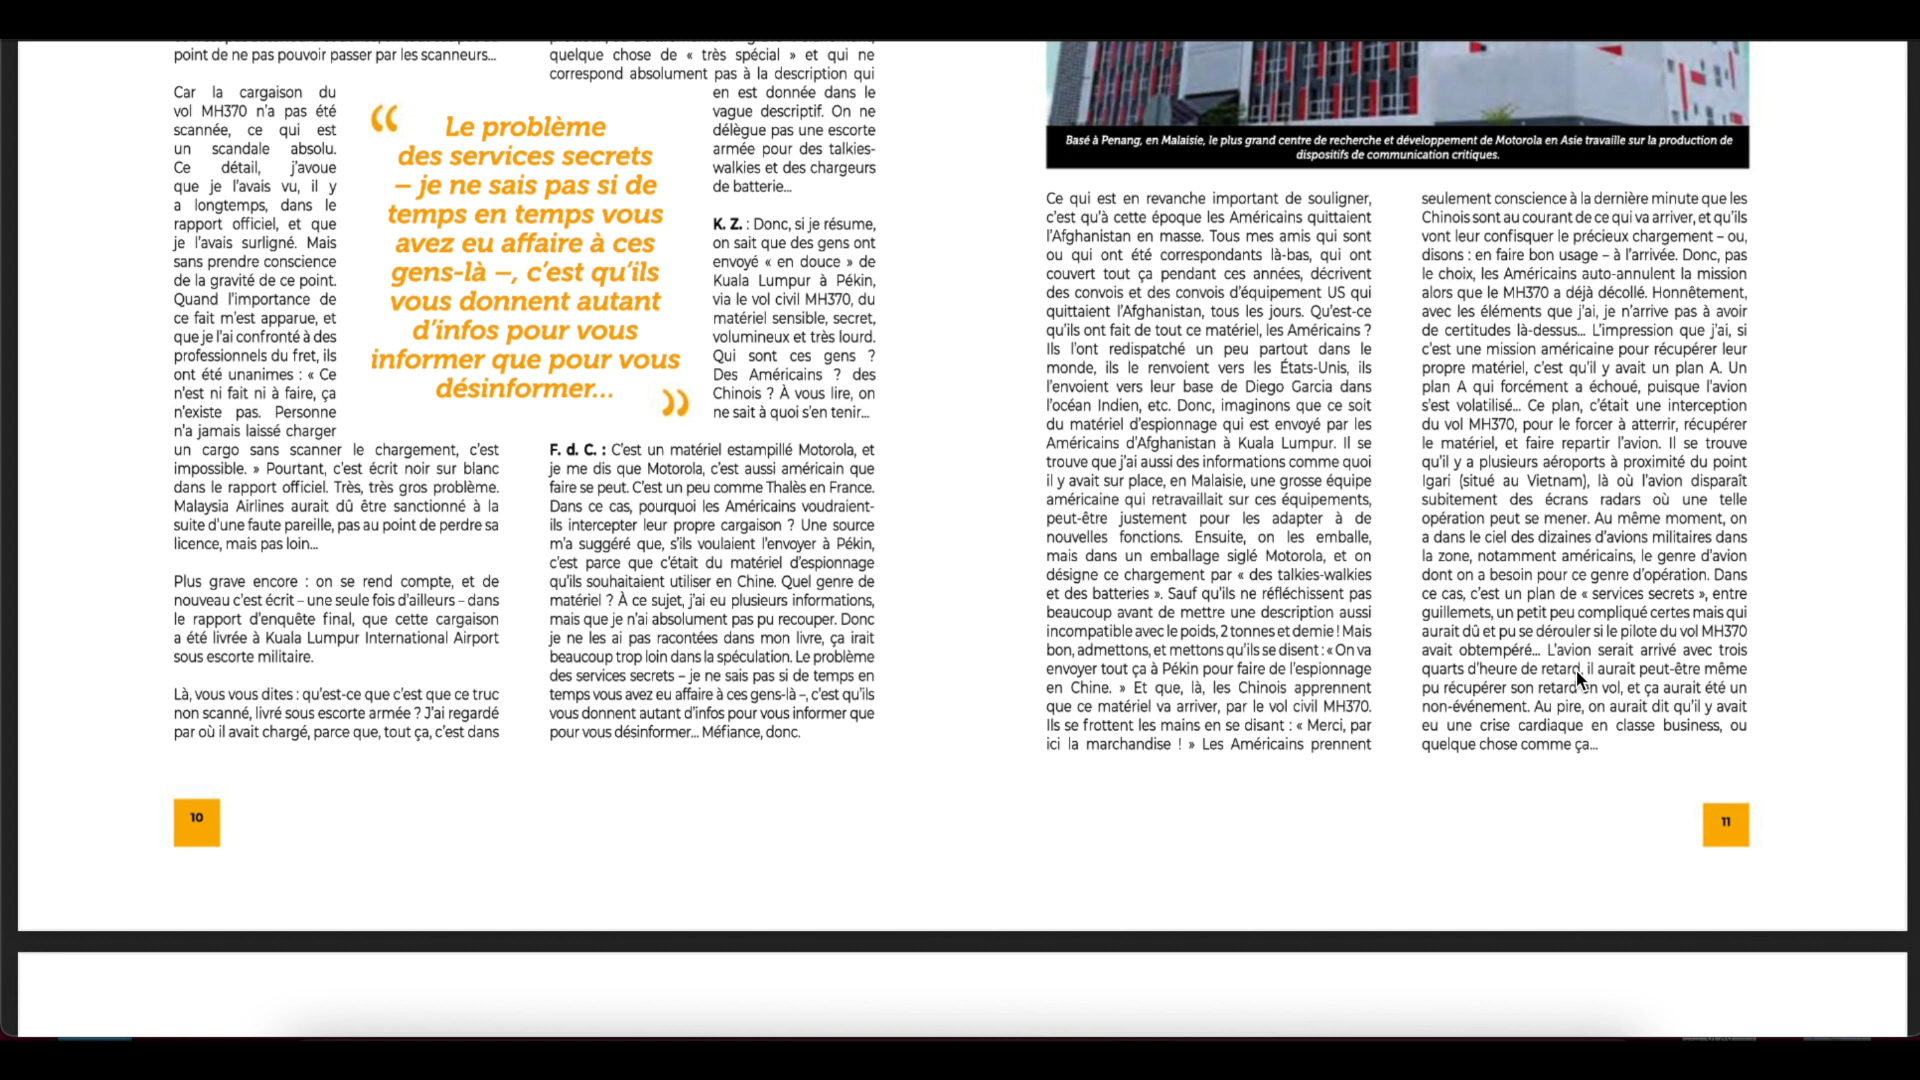 point de ne pas pouvoir passer par les scanneurs...
Car la cargaison du
vol MH370 n'a pas été
scannée, ce qui est
un scandale absolu.
Ce détail, j'avoue
que je l'avais vu, il y
a longtemps, dans le
rapport officiel, et que
je l'avais surligné. Mais
sans prendre conscience
de la gravité de ce point.
Quand l'importance de
ce fait m'est apparue, et
que je l'ai confronté à des
professionnels du fret, ils
ont été unanimes : « Ce
n'est ni fait ni à faire, ça
n'existe pas. Personne
n'a jamais laissé charger
un cargo sans scanner le chargement, c'est
impossible. » Pourtant, c'est écrit noir sur blanc
dans le rapport officiel. Très, très gros problème.
Malaysia Airlines aurait dû être sanctionné à la
suite d'une faute pareille, pas au point de perdre sa
licence, mais pas loin...
Plus grave encore : on se rend compte, et de
nouveau c'est écrit – une seule fois d'ailleurs – dans
le rapport d'enquête final, que cette cargaison
a été livrée à Kuala Lumpur International Airport
sous escorte militaire.
Là, vous vous dites : qu'est-ce que c'est que ce truc
non scanné, livré sous escorte armée ? J'ai regardé
par où il avait chargé, parce que, tout ça, c'est dans
“ Le problème
des services secrets
– je ne sais pas si de
temps en temps vous
avez eu affaire à ces
gens-là –, c'est qu'ils
vous donnent autant
d'infos pour vous
informer que pour vous
désinformer... ”
quelque chose de « très spécial » et qui ne
correspond absolument pas à la description qui
en est donnée dans le
vague descriptif. On ne
délègue pas une escorte
armée pour des talkies-
walkies et des chargeurs
de batterie...
K. Z. : Donc, si je résume,
on sait que des gens ont
envoyé « en douce » de
Kuala Lumpur à Pékin,
via le vol civil MH370, du
matériel sensible, secret,
volumineux et très lourd.
Qui sont ces gens ?
Des Américains ? des
Chinois ? À vous lire, on
ne sait à quoi s'en tenir...
F. d. C. : C'est un matériel estampillé Motorola, et
je me dis que Motorola, c'est aussi américain que
faire se peut. C'est un peu comme Thalès en France.
Dans ce cas, pourquoi les Américains voudraient-
ils intercepter leur propre cargaison ? Une source
m'a suggéré que, s'ils voulaient l'envoyer à Pékin,
c'est parce que c'était du matériel d'espionnage
qu'ils souhaitaient utiliser en Chine. Quel genre de
matériel ? À ce sujet, j'ai eu plusieurs informations,
mais que je n'ai absolument pas pu recouper. Donc
je ne les ai pas racontées dans mon livre, ça irait
beaucoup trop loin dans la spéculation. Le problème
des services secrets – je ne sais pas si de temps en
temps vous avez eu affaire à ces gens-là –, c'est qu'ils
vous donnent autant d'infos pour vous informer que
pour vous désinformer... Méfiance, donc.
10
Basé à Penang, en Malaisie, le plus grand centre de recherche et développement de Motorola en Asie travaille sur la production de
dispositifs de communication critiques.
Ce qui est en revanche important de souligner,
c'est qu'à cette époque les Américains quittaient
l'Afghanistan en masse. Tous mes amis qui sont
ou qui ont été correspondants là-bas, qui ont
couvert tout ça pendant ces années, décrivent
des convois et des convois d'équipement US qui
quittaient l'Afghanistan, tous les jours. Qu'est-ce
qu'ils ont fait de tout ce matériel, les Américains ?
Ils l'ont redispatché un peu partout dans le
monde, ils le renvoient vers les États-Unis, ils
l'envoient vers leur base de Diego Garcia dans
l'océan Indien, etc. Donc, imaginons que ce soit
du matériel d'espionnage qui est envoyé par les
Américains d'Afghanistan à Kuala Lumpur. Il se
trouve que j'ai aussi des informations comme quoi
il y avait sur place, en Malaisie, une grosse équipe
américaine qui retravaillait sur ces équipements,
peut-être justement pour les adapter à de
nouvelles fonctions. Ensuite, on les emballe,
mais dans un emballage siglé Motorola, et on
désigne ce chargement par « des talkies-walkies
et des batteries ». Sauf qu'ils ne réfléchissent pas
beaucoup avant de mettre une description aussi
incompatible avec le poids, 2 tonnes et demie ! Mais
bon, admettons, et mettons qu'ils se disent : « On va
envoyer tout ça à Pékin pour faire de l'espionnage
en Chine. » Et que, là, les Chinois apprennent
que ce matériel va arriver, par le vol civil MH370.
Ils se frottent les mains en se disant : « Merci, par
ici la marchandise ! » Les Américains prennent
seulement conscience à la dernière minute que les
Chinois sont au courant de ce qui va arriver, et qu'ils
vont leur confisquer le précieux chargement – ou,
disons : en faire bon usage – à l'arrivée. Donc, pas
le choix, les Américains auto-annulent la mission
alors que le MH370 a déjà décollé. Honnêtement,
avec les éléments que j'ai, je n'arrive pas à avoir
de certitudes là-dessus... L'impression que j'ai, si
c'est une mission américaine pour récupérer leur
propre matériel, c'est qu'il y avait un plan A. Un
plan A qui forcément a échoué, puisque l'avion
s'est volatilisé... Ce plan, c'était une interception
du vol MH370, pour le forcer à atterrir, récupérer
le matériel, et faire repartir l'avion. Il se trouve
qu'il y a plusieurs aéroports à proximité du point
Igari (situé au Vietnam), là où l'avion disparaît
subitement des écrans radars où une telle
opération peut se mener. Au même moment, on
a dans le ciel des dizaines d'avions militaires dans
la zone, notamment américains, le genre d'avion
dont on a besoin pour ce genre d'opération. Dans
ce cas, c'est un plan de « services secrets », entre
guillemets, un petit peu compliqué certes mais qui
aurait dû et pu se dérouler si le pilote du vol MH370
avait obtempéré... L'avion serait arrivé avec trois
quarts d'heure de retard, il aurait peut-être même
pu récupérer son retard en vol, et ça aurait été un
non-événement. Au pire, on aurait dit qu'il y avait
eu une crise cardiaque en classe business, ou
quelque chose comme ça...
11